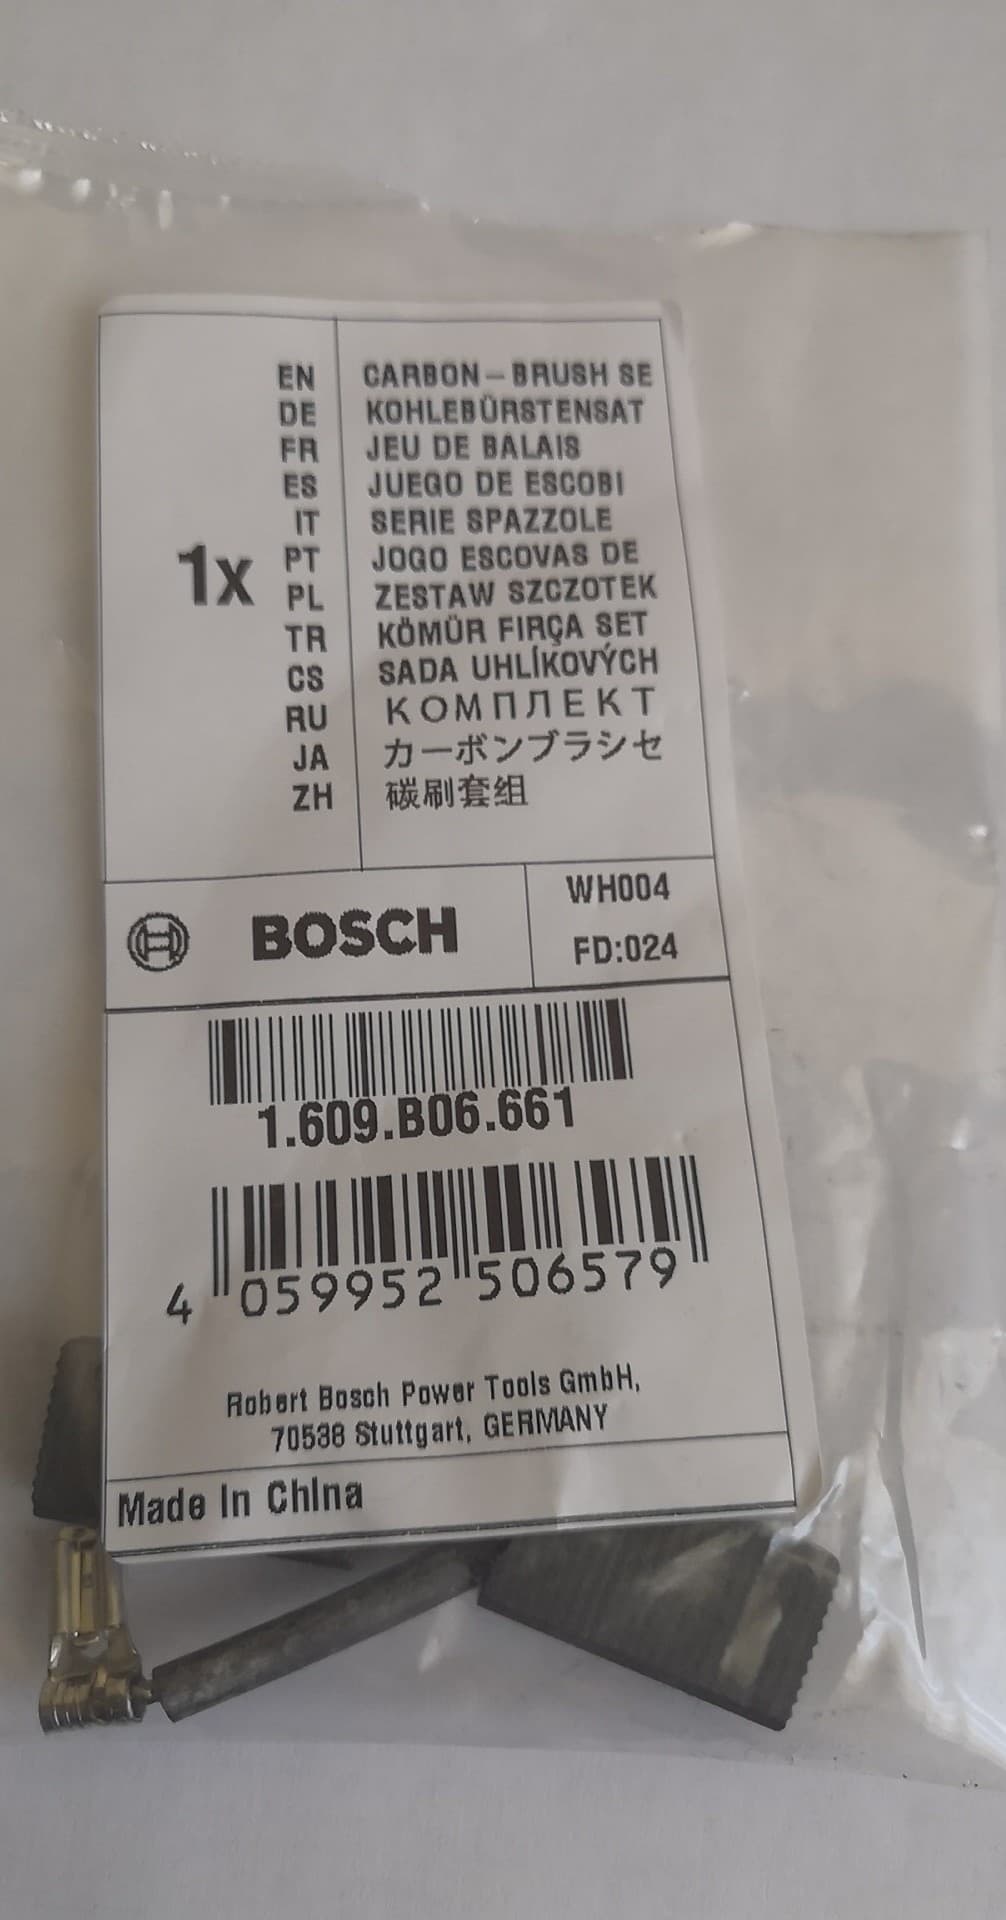 1x
EN CARBON-BRUSH SE
DE KOHLEBÜRSTENSAT
FR JEU DE BALAIS
ES JUEGO DE ESCOBI
IT SERIE SPAZZOLE
PT JOGO ESCOVAS DE
PL ZESTAW SZCZOTEK
TR KÖMÜR FIRÇA SET
CS SADA UHLÍKOVÝCH
RU КОМПЛЕКТ
JA カーボンブラシセ
ZH 碳刷套组
BOSCH
WH004
FD:024
1.609.B06.661
4 059952 506579
Robert Bosch Power Tools GmbH,
70538 Stuttgart, GERMANY
Made In China